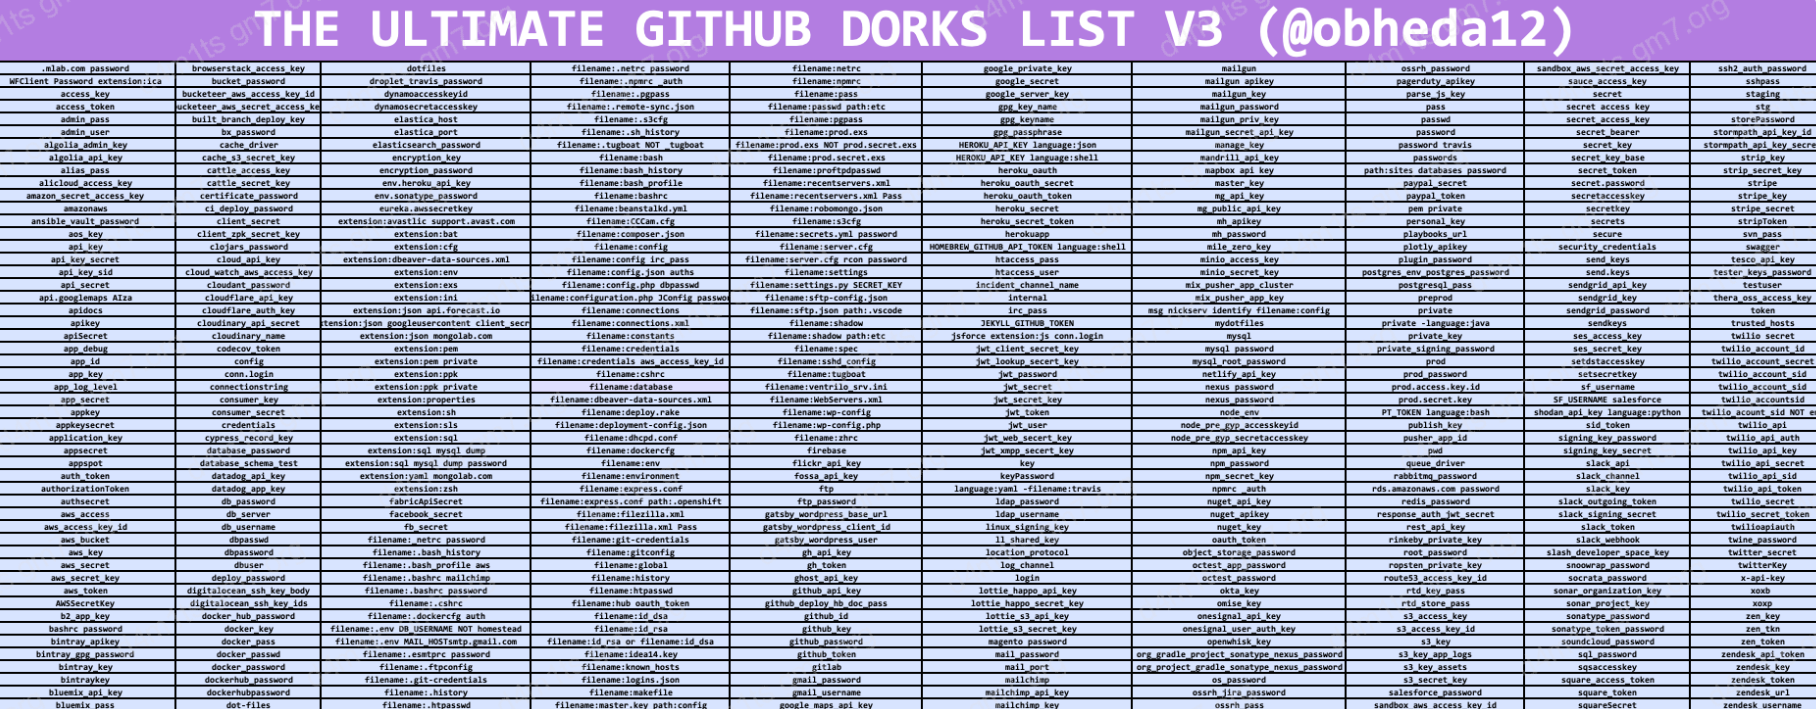 THE ULTIMATE GITHUB DORKS LIST V3 (@obheda12)
.mlab.com password browserstack_access_key dotfiles filename:.netrc password filename:netrc google_private_key mailgun ossrh_password sandbox_aws_secret_access_key ssh2_auth_password
WFClient Password extension:ica bucket_password droplet_travis_password filename:.npmrc _auth filename:npmrc google_secret mailgun apikey pagerduty_apikey sauce_access_key sshpass
access_key bucketeer_aws_access_key_id dynamoaccesskeyid filename:.pgpass filename:pass google_server_key mailgun_key parse_js_key secret staging
access_token ucketeer_aws_secret_access_ke dynamosecretaccesskey filename:.remote-sync.json filename:passwd path:etc gpg_key_name mailgun_password pass secret access key stg
admin_pass built_branch_deploy_key elastica_host filename:.s3cfg filename:pgpass gpg_keyname mailgun_priv_key passwd secret_access_key storePassword
admin_user bx_password elastica_port filename:.sh_history filename:prod.exs gpg_passphrase mailgun_secret_api_key password secret_bearer stormpath_api_key_id
algolia_admin_key cache_driver elasticsearch_password filename:.tugboat NOT _tugboat filename:prod.exs NOT prod.secret.exs HEROKU_API_KEY language:json manage_key password travis secret_key stormpath_api_key_secre
algolia_api_key cache_s3_secret_key encryption_key filename:bash filename:prod.secret.exs HEROKU_API_KEY language:shell mandrill_api_key passwords secret_key_base strip_key
alias_pass cattle_access_key encryption_password filename:bash_history filename:proftpdpasswd heroku_oauth mapbox api key path:sites databases password secret_token strip_secret_key
alicloud_access_key cattle_secret_key env.heroku_api_key filename:bash_profile filename:recentservers.xml heroku_oauth_secret master_key paypal_secret secret.password stripe
amazon_secret_access_key certificate_password env.sonatype_password filename:bashrc filename:recentservers.xml Pass heroku_oauth_token mg_api_key paypal_token secretaccesskey stripe_key
amazonaws ci_deploy_password eureka.awssecretkey filename:beanstalkd.yml filename:robomongo.json heroku_secret mg_public_api_key pem private secretkey stripe_secret
ansible_vault_password client_secret extension:avastlic support.avast.com filename:CCCam.cfg filename:s3cfg heroku_secret_token mh_apikey personal_key secrets stripToken
aos_key client_zpk_secret_key extension:bat filename:composer.json filename:secrets.yml password herokuapp mh_password playbooks_url secure svn_pass
api_key clojars_password extension:cfg filename:config filename:server.cfg HOMEBREW_GITHUB_API_TOKEN language:shell mile_zero_key plotly_apikey security_credentials swagger
api_key_secret cloud_api_key extension:dbeaver-data-sources.xml filename:config irc_pass filename:server.cfg rcon password htaccess_pass minio_access_key plugin_password send_keys tesco_api_key
api_key_sid cloud_watch_aws_access_key extension:env filename:config.json auths filename:settings htaccess_user minio_secret_key postgres_env_postgres_password send.keys tester_keys_password
api_secret cloudant_password extension:exs filename:config.php dbpasswd filename:settings.py SECRET_KEY incident_channel_name mix_pusher_app_cluster postgresql_pass sendgrid_api_key testuser
api.googlemaps AIza cloudflare_api_key extension:ini ilename:configuration.php JConfig passwor filename:sftp-config.json internal mix_pusher_app_key preprod sendgrid_key thera_oss_access_key
apidocs cloudflare_auth_key extension:json api.forecast.io filename:connections filename:sftp.json path:.vscode irc_pass msg nickserv identify filename:config private sendgrid_password token
apikey cloudinary_api_secret xtension:json googleusercontent client_secr filename:connections.xml filename:shadow JEKYLL_GITHUB_TOKEN mydotfiles private -language:java sendkeys trusted_hosts
apiSecret cloudinary_name extension:json mongolab.com filename:constants filename:shadow path:etc jsforce extension:js conn.login mysql private_key ses_access_key twilio secret
app_debug codecov_token extension:pem filename:credentials filename:spec jwt_client_secret_key mysql password private_signing_password ses_secret_key twilio_account_id
app_id config extension:pem private filename:credentials aws_access_key_id filename:sshd_config jwt_lookup_secert_key mysql_root_password prod setdstaccesskey twilio_account_secret
app_key conn.login extension:ppk filename:cshrc filename:tugboat jwt_password netlify_api_key prod_password setsecretkey twilio_account_sid
app_log_level connectionstring extension:ppk private filename:database filename:ventrilo_srv.ini jwt_secret nexus password prod.access.key.id sf_username twilio_account_sid
app_secret consumer_key extension:properties filename:dbeaver-data-sources.xml filename:WebServers.xml jwt_secret_key nexus_password prod.secret.key SF_USERNAME salesforce twilio_accountsid
appkey consumer_secret extension:sh filename:deploy.rake filename:wp-config jwt_token node_env PT_TOKEN language:bash shodan_api_key language:python twilio_acount_sid NOT e
appkeysecret credentials extension:sls filename:deployment-config.json filename:wp-config.php jwt_user node_pre_gyp_accesskeyid publish_key sid_token twilio_api
application_key cypress_record_key extension:sql filename:dhcpd.conf filename:zhrc jwt_web_secert_key node_pre_gyp_secretaccesskey pusher_app_id signing_key_password twilio_api_auth
appsecret database_password extension:sql mysql dump filename:dockercfg firebase jwt_xmpp_secert_key npm_api_key pwd signing_key_secret twilio_api_key
appspot database_schema_test extension:sql mysql dump password filename:env flickr_api_key key npm_password queue_driver slack_api twilio_api_secret
auth_token datadog_api_key extension:yaml mongolab.com filename:environment fossa_api_key keyPassword npm_secret_key rabbitmq_password slack_channel twilio_api_sid
authorizationToken datadog_app_key extension:zsh filename:express.conf ftp language:yaml -filename:travis npmrc _auth rds.amazonaws.com password slack_key twilio_api_token
authsecret db_password fabricApiSecret filename:express.conf path:.openshift ftp_password ldap_password nuget_api_key redis_password slack_outgoing_token twilio_secret
aws_access db_server facebook_secret filename:filezilla.xml gatsby_wordpress_base_url ldap_username nuget_apikey response_auth_jwt_secret slack_signing_secret twilio_secret_token
aws_access_key_id db_username fb_secret filename:filezilla.xml Pass gatsby_wordpress_client_id linux_signing_key nuget_key rest_api_key slack_token twilioapiauth
aws_bucket dbpasswd filename:_netrc password filename:git-credentials gatsby_wordpress_user ll_shared_key oauth_token rinkeby_private_key slack_webhook twine_password
aws_key dbpassword filename:.bash_history filename:gitconfig gh_api_key location_protocol object_storage_password root_password slash_developer_space_key twitter_secret
aws_secret dbuser filename:.bash_profile aws filename:global gh_token log_channel octest_app_password ropsten_private_key snoowrap_password twitterKey
aws_secret_key deploy_password filename:.bashrc mailchimp filename:history ghost_api_key login octest_password route53_access_key_id socrata_password x-api-key
aws_token digitalocean_ssh_key_body filename:.bashrc password filename:htpasswd github_api_key lottie_happo_api_key okta_key rtd_key_pass sonar_organization_key xoxb
AWSSecretKey digitalocean_ssh_key_ids filename:.cshrc filename:hub oauth_token github_deploy_hb_doc_pass lottie_happo_secret_key omise_key rtd_store_pass sonar_project_key xoxp
b2_app_key docker_hub_password filename:.dockercfg auth filename:id_dsa github_id lottie_s3_api_key onesignal_api_key s3_access_key sonatype_password zen_key
bashrc password docker_key filename:.env DB_USERNAME NOT homestead filename:id_rsa github_key lottie_s3_secret_key onesignal_user_auth_key s3_access_key_id sonatype_token_password zen_tkn
bintray_apikey docker_pass filename:.env MAIL_HOSTsmtp.gmail.com filename:id_rsa or filename:id_dsa github_password magento password openwhisk_key s3_key soundcloud_password zen_token
bintray_gpg_password docker_passwd filename:.esmtprc password filename:idea14.key github_token mail_password org_gradle_project_sonatype_nexus_password s3_key_app_logs sql_password zendesk_api_token
bintray_key docker_password filename:.ftpconfig filename:known_hosts gitlab mail_port org_project_gradle_sonatype_nexus_password s3_key_assets sqsaccesskey zendesk_key
bintraykey dockerhub_password filename:.git-credentials filename:logins.json gmail_password mailchimp os_password s3_secret_key square_access_token zendesk_token
bluemix_api_key dockerhubpassword filename:.history filename:makefile gmail_username mailchimp_api_key ossrh_jira_password salesforce_password square_token zendesk_url
bluemix_pass dot-files filename:.htpasswd filename:master.key path:config google_maps_api_key mailchimp_key ossrh_pass sandbox_aws_access_key_id squareSecret zendesk_username